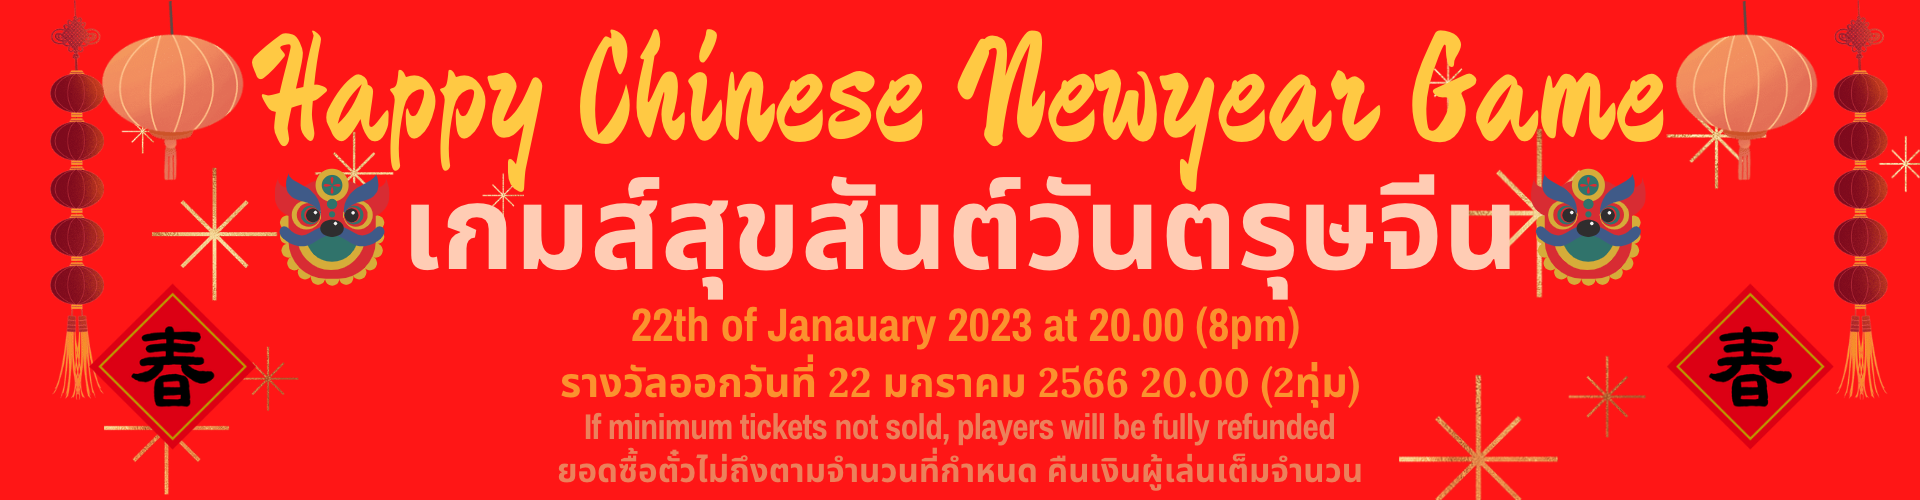 Happy Chinese Newyear Game
เกมส์สุขสันต์วันตรุษจีน
22th of Janauary 2023 at 20.00 (8pm)
รางวัลออกวันที่ 22 มกราคม 2566 20.00 (2ทุ่ม)
If minimum tickets not sold, players will be fully refunded
ยอดซื้อตั๋วไม่ถึงตามจำนวนที่กำหนด คืนเงินผู้เล่นเต็มจำนวน
春
春